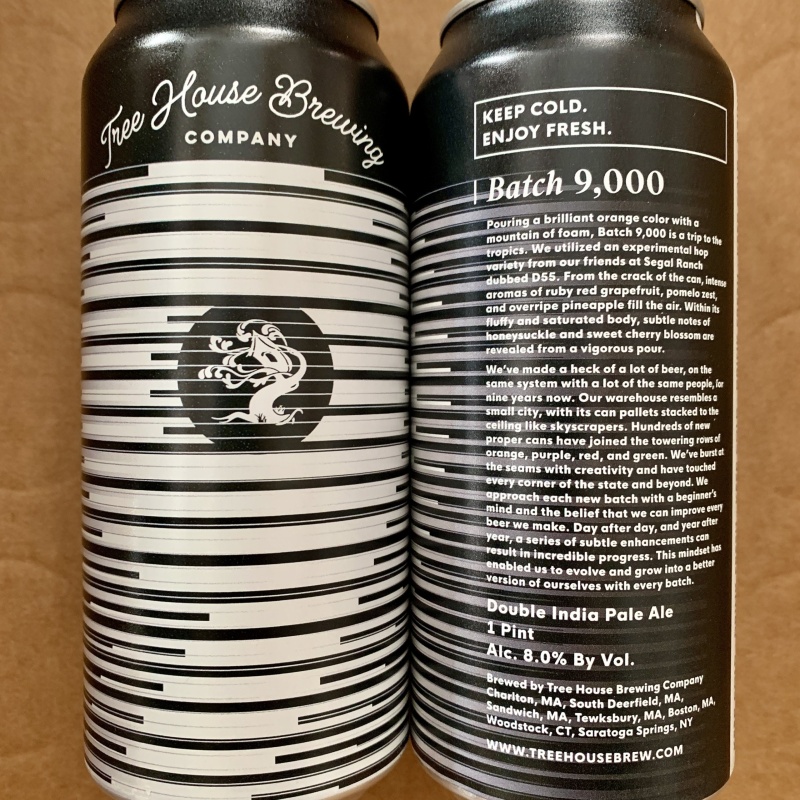 Tree House Brewing
COMPANY
KEEP COLD.
ENJOY FRESH.
Batch 9,000
Pouring a brilliant orange color with a
mountain of foam, Batch 9,000 is a trip to the
tropics. We utilized an experimental hop
variety from our friends at Segal Ranch
dubbed D55. From the crack of the can, intense
aromas of ruby red grapefruit, pomelo zest,
and overripe pineapple fill the air. Within its
fluffy and saturated body, subtle notes of
honeysuckle and sweet cherry blossom are
revealed from a vigorous pour.
We've made a heck of a lot of beer, on the
same system with a lot of the same people, for
nine years now. Our warehouse resembles a
small city, with its can pallets stacked to the
ceiling like skyscrapers. Hundreds of new
proper cans have joined the towering rows of
orange, purple, red, and green. We've burst at
the seams with creativity and have touched
every corner of the state and beyond. We
approach each new batch with a beginner's
mind and the belief that we can improve every
beer we make. Day after day, and year after
year, a series of subtle enhancements can
result in incredible progress. This mindset has
enabled us to evolve and grow into a better
version of ourselves with every batch.
Double India Pale Ale
1 Pint
Alc. 8.0% By Vol.
Brewed by Tree House Brewing Company
Charlton, MA, South Deerfield, MA,
Sandwich, MA, Tewksbury, MA, Boston, MA,
Woodstock, CT, Saratoga Springs, NY
WWW.TREEHOUSEBREW.COM